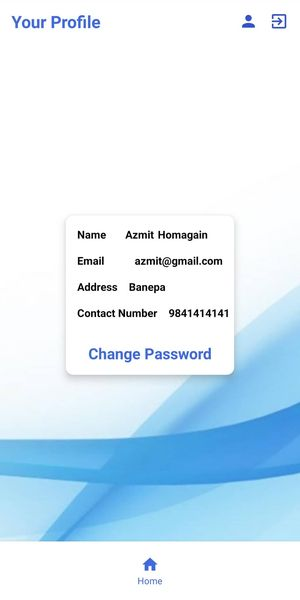 Your Profile
Name Azmit Homagain
Email azmit@gmail.com
Address Banepa
Contact Number 9841414141
Change Password
Home